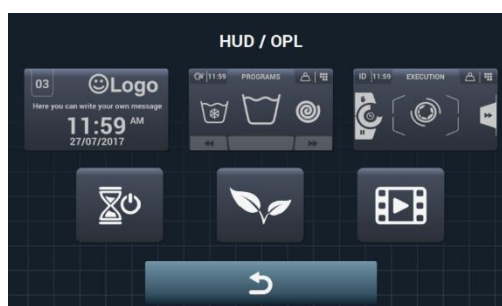 HUD / OPL
03
Logo
Here you can write your own message
11:59 AM
27/07/2017
11:59 PROGRAMS
ID 11:59 EXECUTION